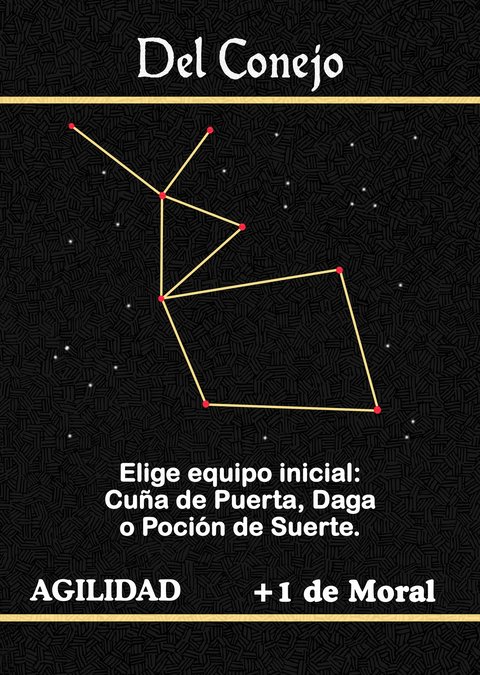 Del Conejo
Elige equipo inicial:
Cuña de Puerta, Daga
o Poción de Suerte.
AGILIDAD
+1 de Moral